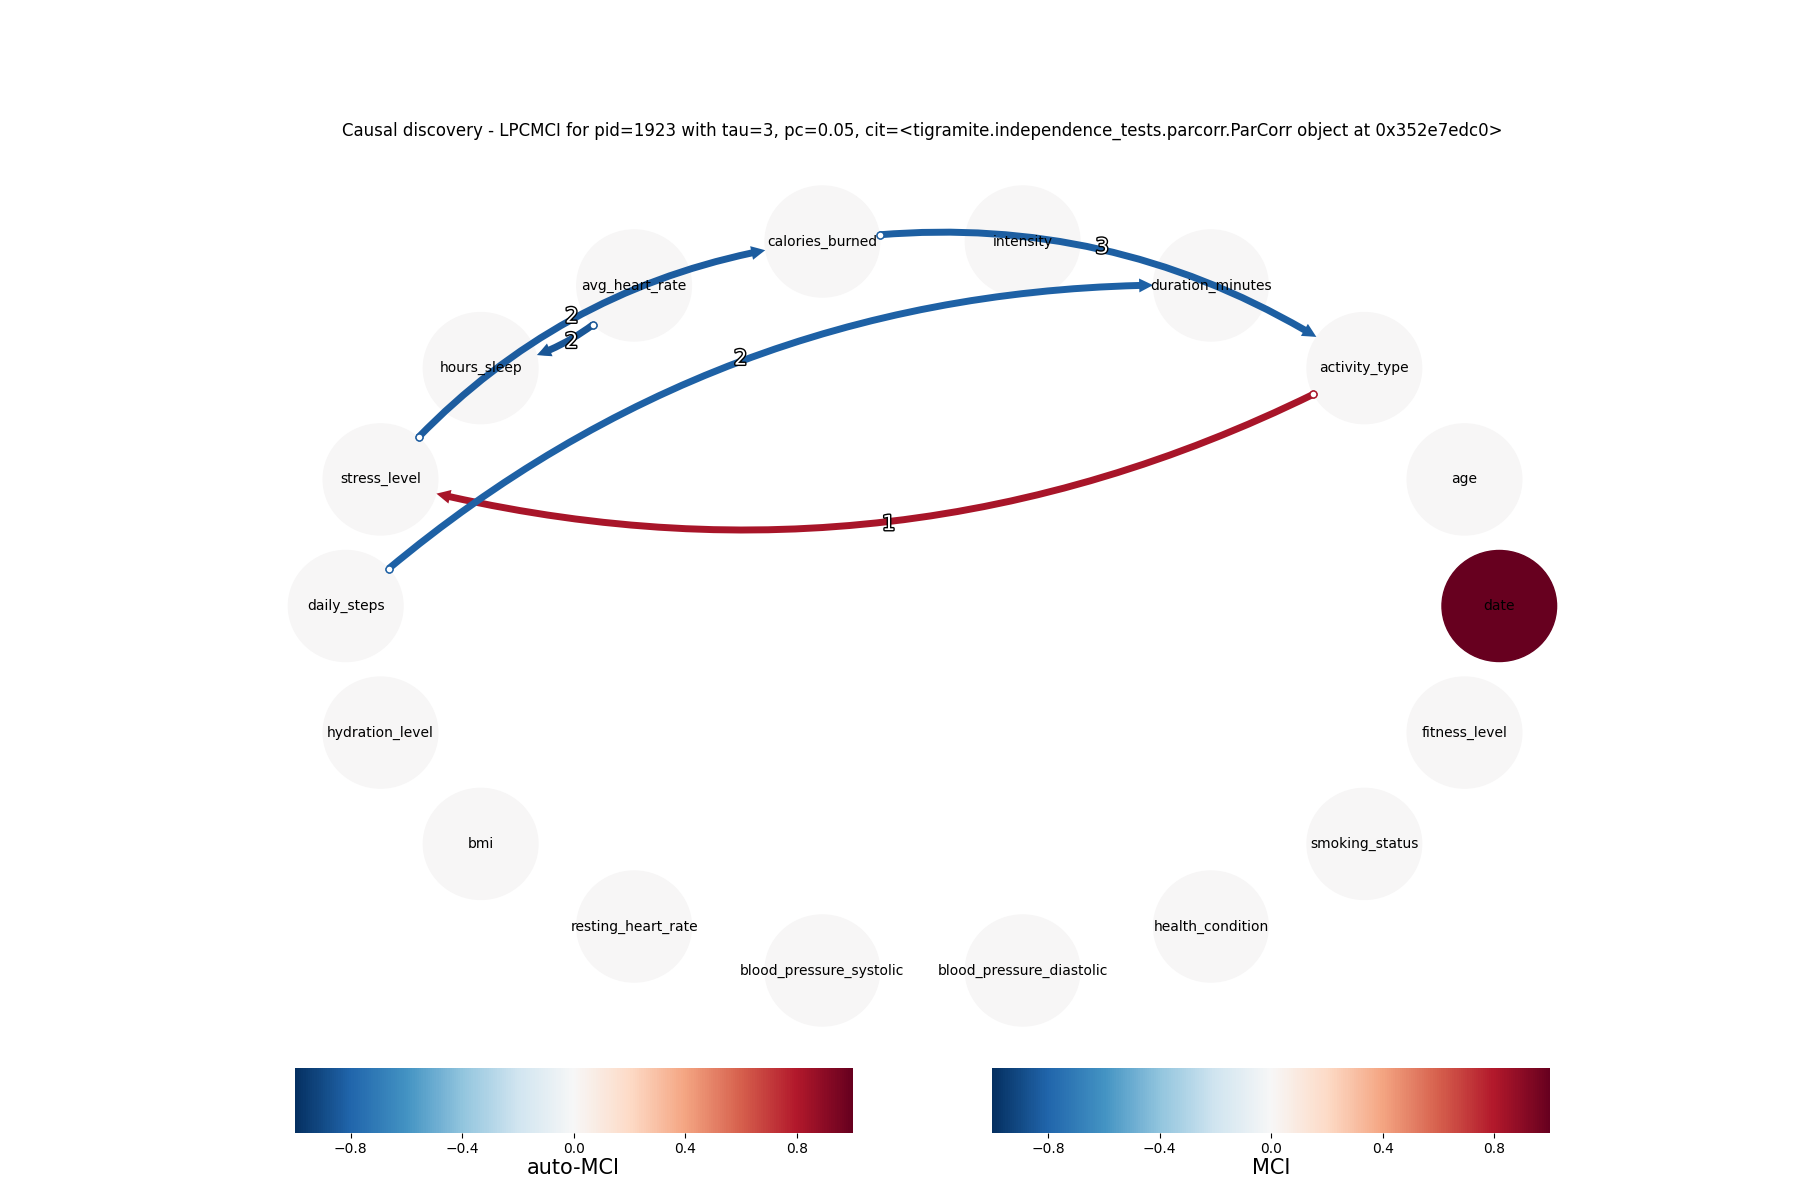 Causal discovery - LPCMCI for pid=1923 with tau=3, pc=0.05, cit=<tigramite.independence_tests.parcorr.ParCorr object at 0x352e7edc0>
calories_burned
intensity
3
avg_heart_rate
duration_minutes
2
2
2
hours_sleep
activity_type
stress_level
age
1
daily_steps
date
hydration_level
fitness_level
bmi
smoking_status
resting_heart_rate
health_condition
blood_pressure_systolic
blood_pressure_diastolic
−0.8 −0.4 0.0 0.4 0.8
auto-MCI
−0.8 −0.4 0.0 0.4 0.8
MCI